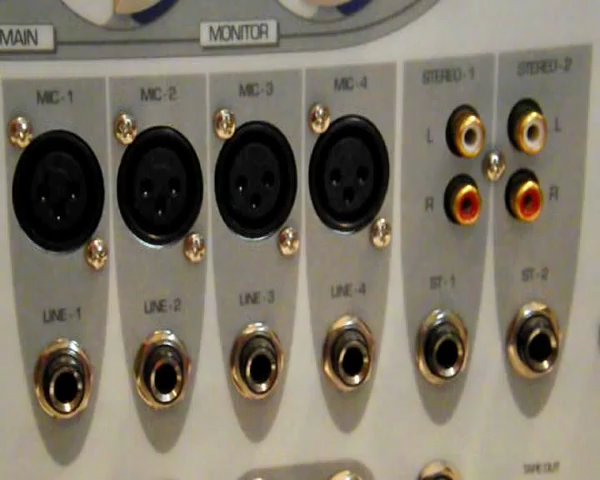 MAIN MONITOR
MIC-1 MIC-2 MIC-3 MIC-4 STEREO-1 STEREO-2
L L
R R
LINE-1 LINE-2 LINE-3 LINE-4 ST-1 ST-2
TAPE OUT